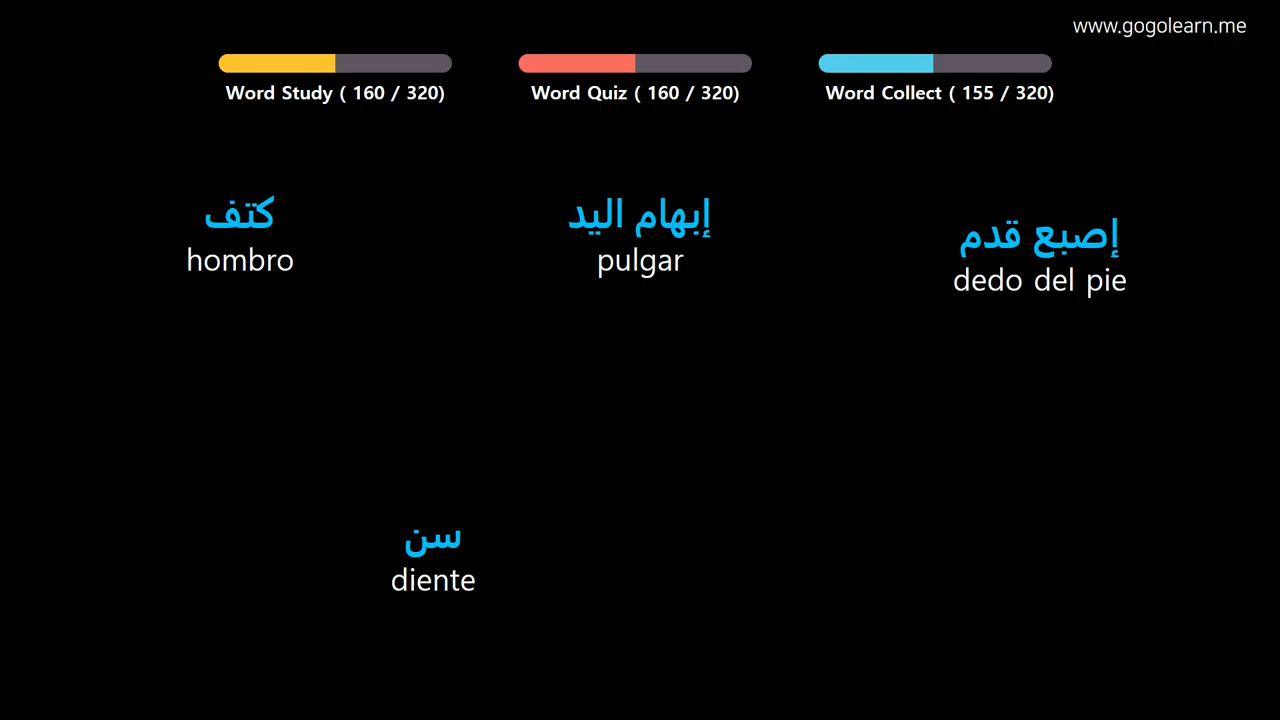 www.gogolearn.me
Word Study ( 160 / 320)
Word Quiz ( 160 / 320)
Word Collect ( 155 / 320)
كتف
hombro
إبهام اليد
pulgar
إصبع قدم
dedo del pie
سن
diente